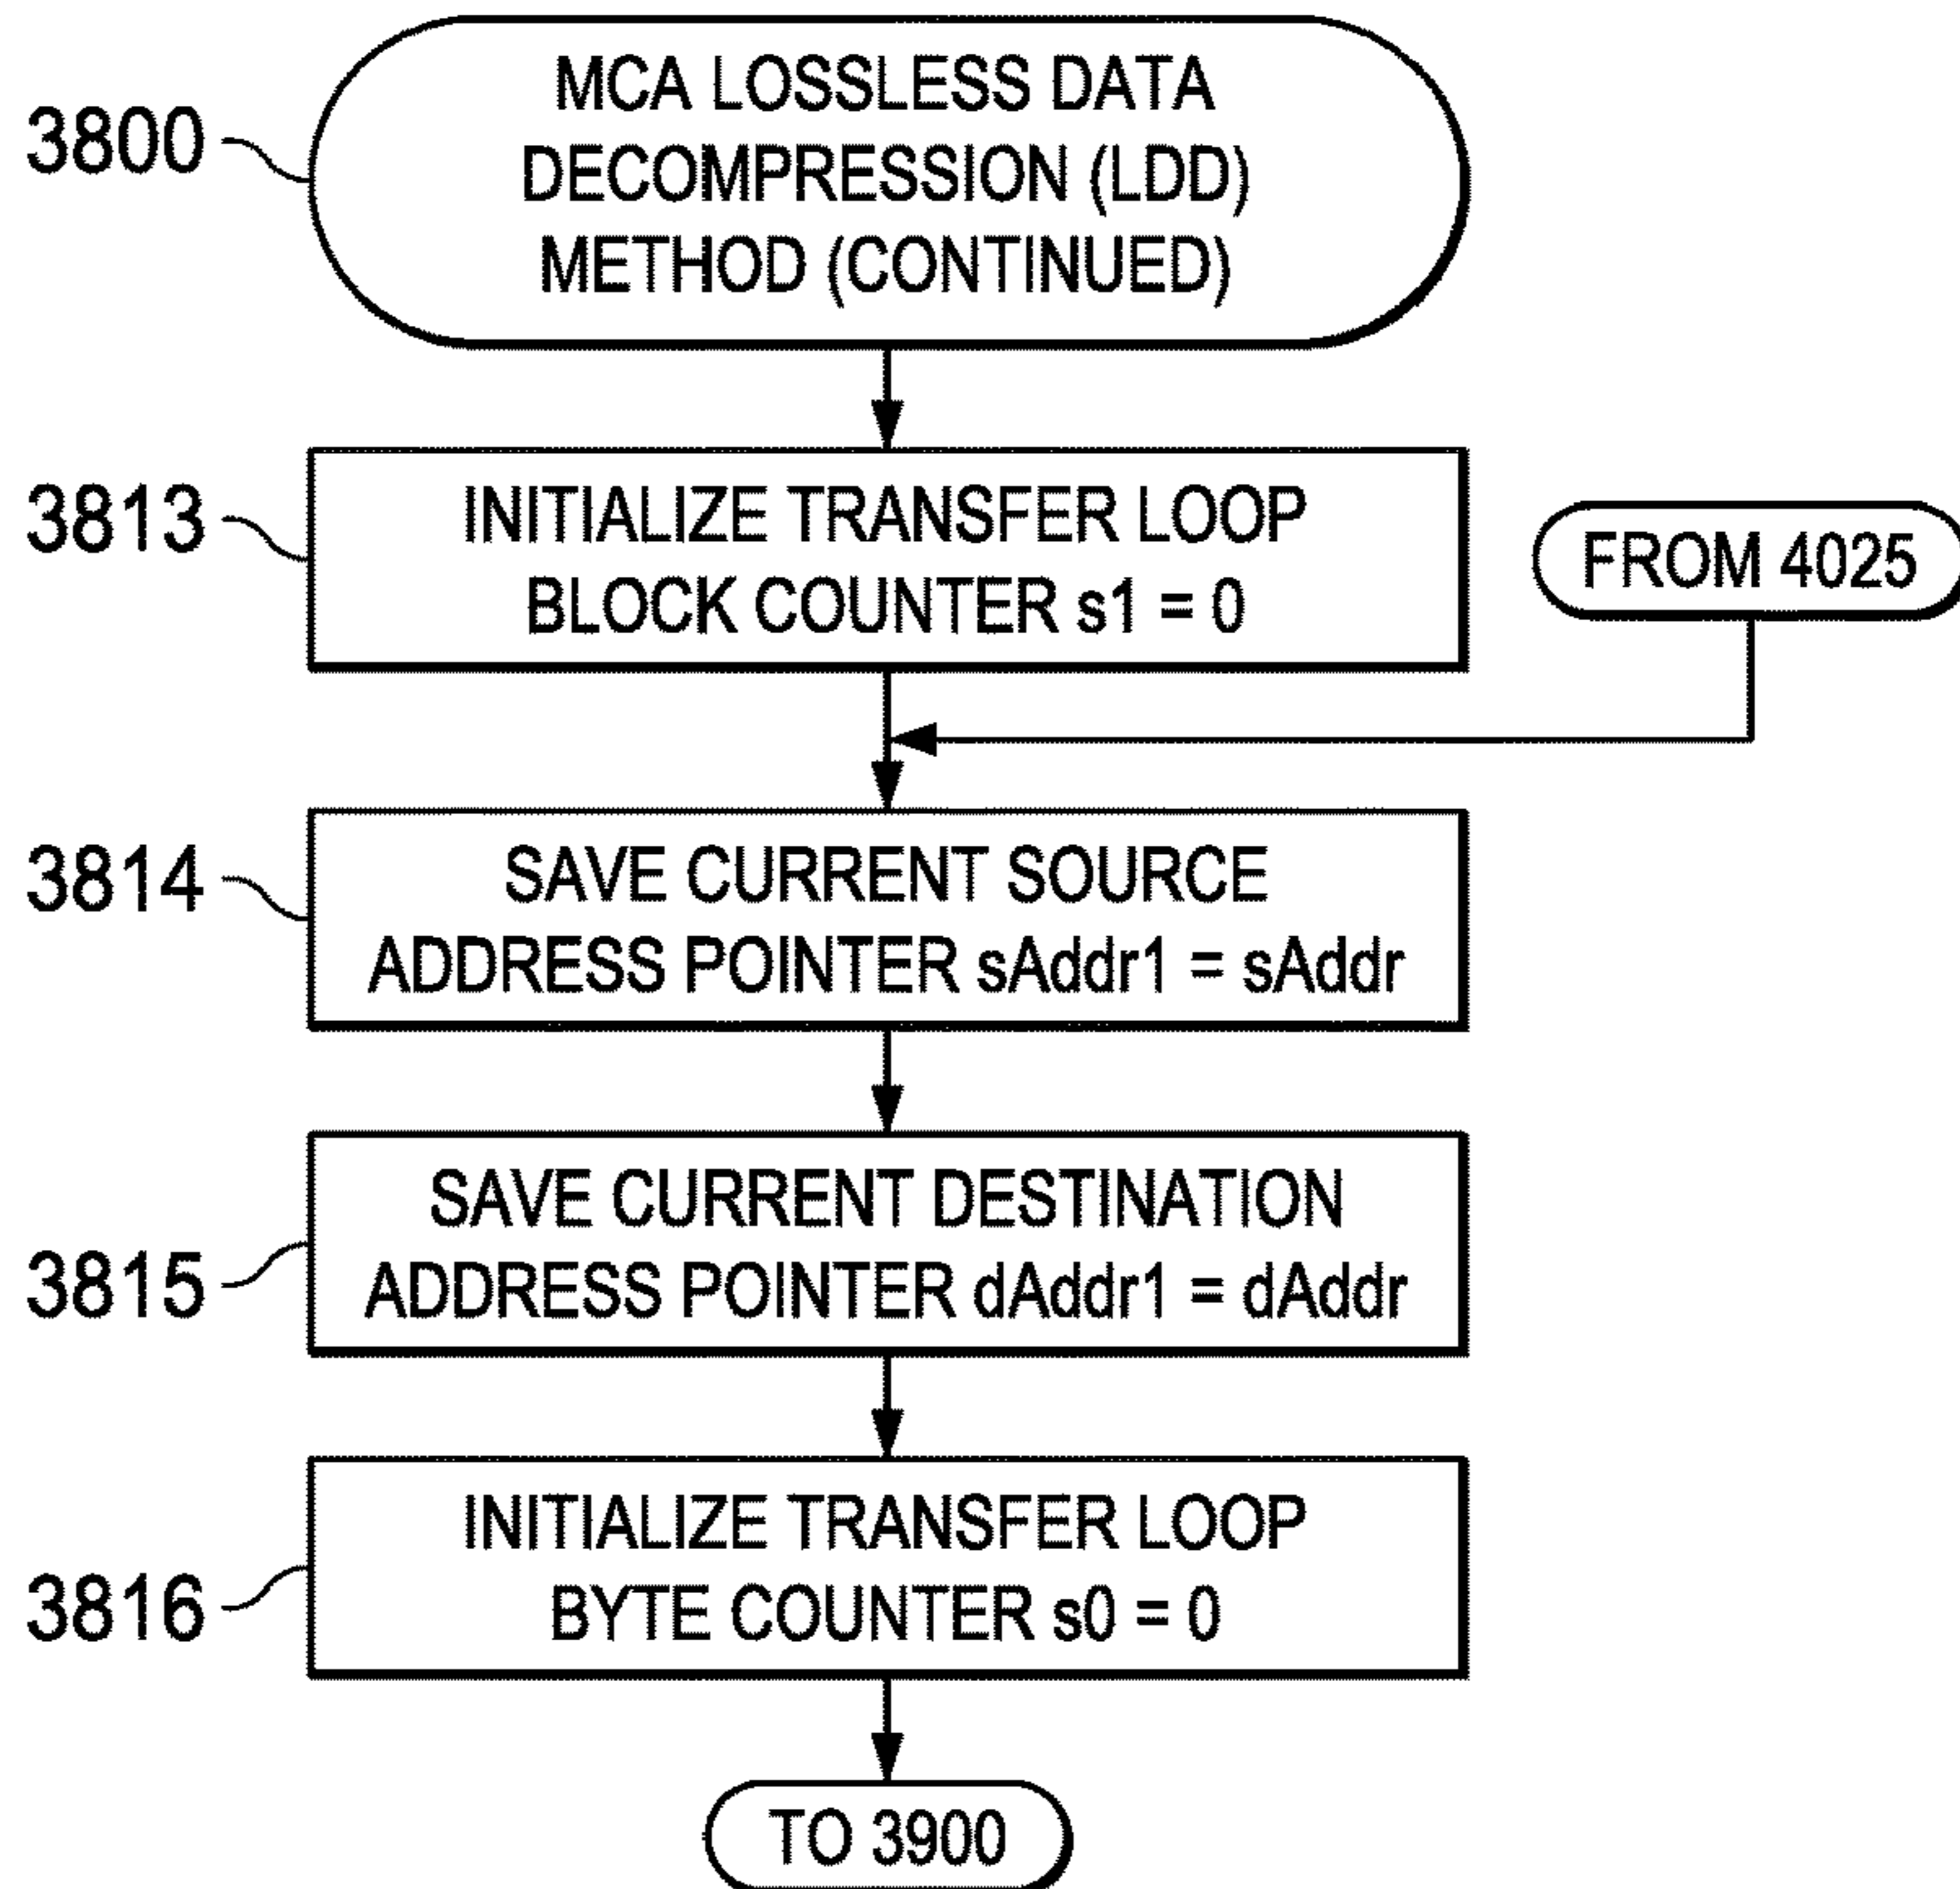 3800
MCA LOSSLESS DATA
DECOMPRESSION (LDD)
METHOD (CONTINUED)
3813
INITIALIZE TRANSFER LOOP
BLOCK COUNTER s1 = 0
FROM 4025
3814
SAVE CURRENT SOURCE
ADDRESS POINTER sAddr1 = sAddr
3815
SAVE CURRENT DESTINATION
ADDRESS POINTER dAddr1 = dAddr
3816
INITIALIZE TRANSFER LOOP
BYTE COUNTER s0 = 0
TO 3900